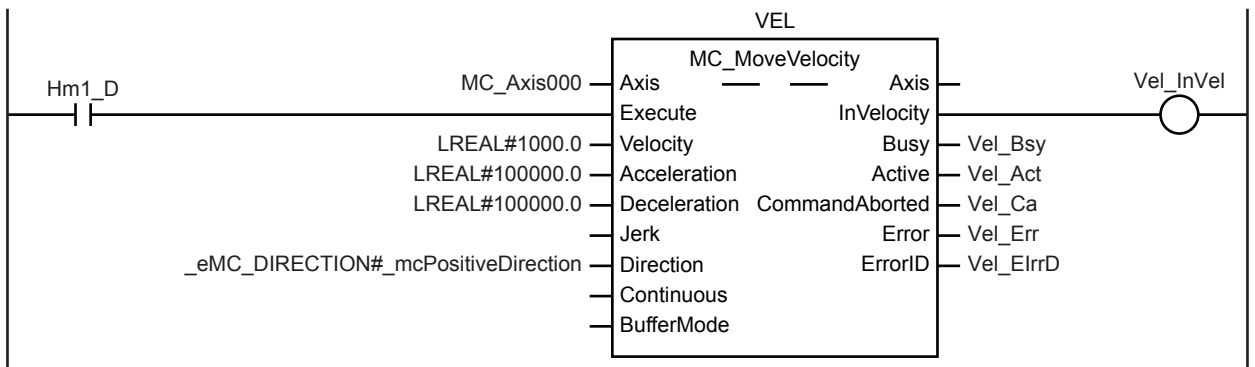 VEL
MC_MoveVelocity
Hm1_D
MC_Axis000 Axis Axis
Vel_InVel
Execute InVelocity
LREAL#1000.0 Velocity Busy Vel_Bsy
LREAL#100000.0 Acceleration Active Vel_Act
LREAL#100000.0 Deceleration CommandAborted Vel_Ca
Jerk Error Vel_Err
_eMC_DIRECTION#_mcPositiveDirection Direction ErrorID Vel_EIrrD
Continuous
BufferMode